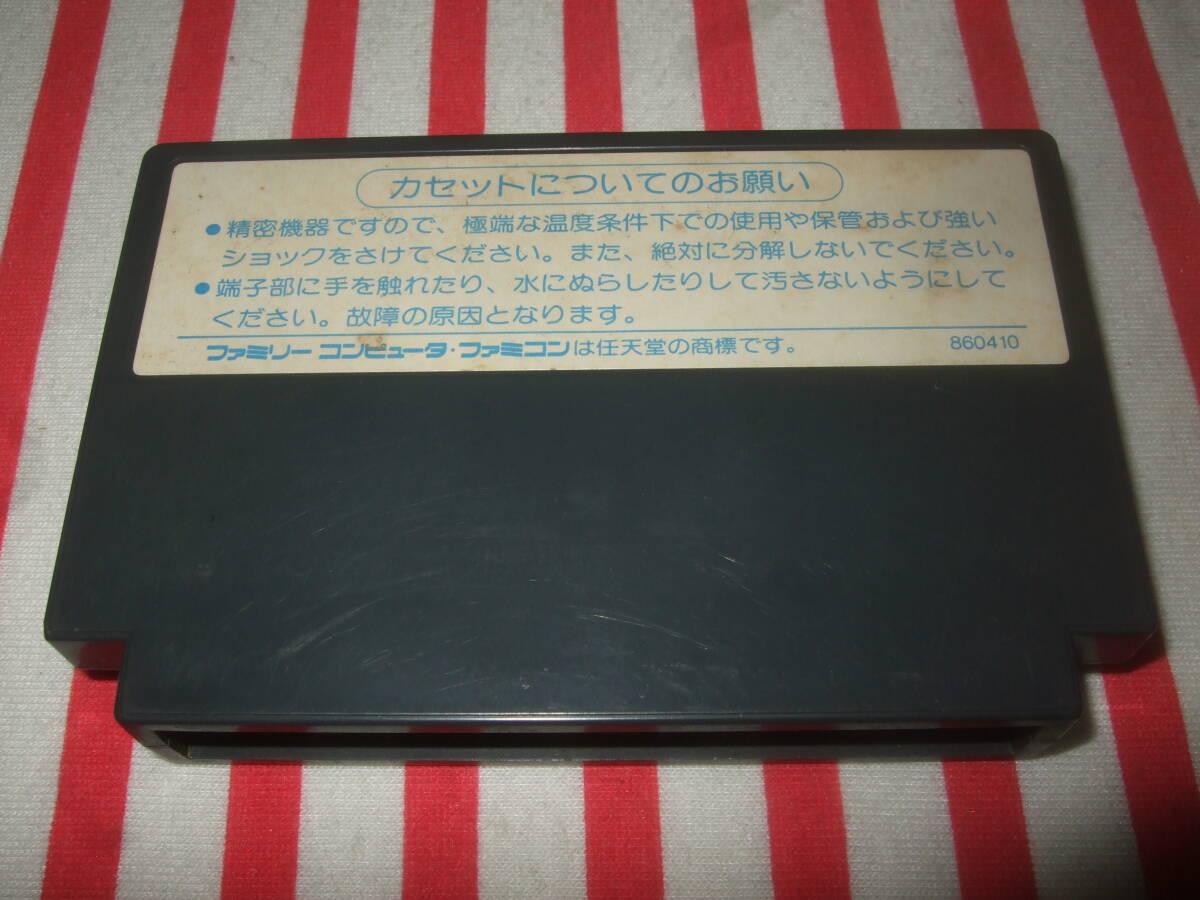 カセットについてのお願い
●精密機器ですので、極端な温度条件下での使用や保管および強い
ショックをさけてください。また、絶対に分解しないでください。
●端子部に手を触れたり、水にぬらしたりして汚さないようにして
ください。故障の原因となります。
ファミリー コンピュータ・ファミコンは任天堂の商標です。 860410